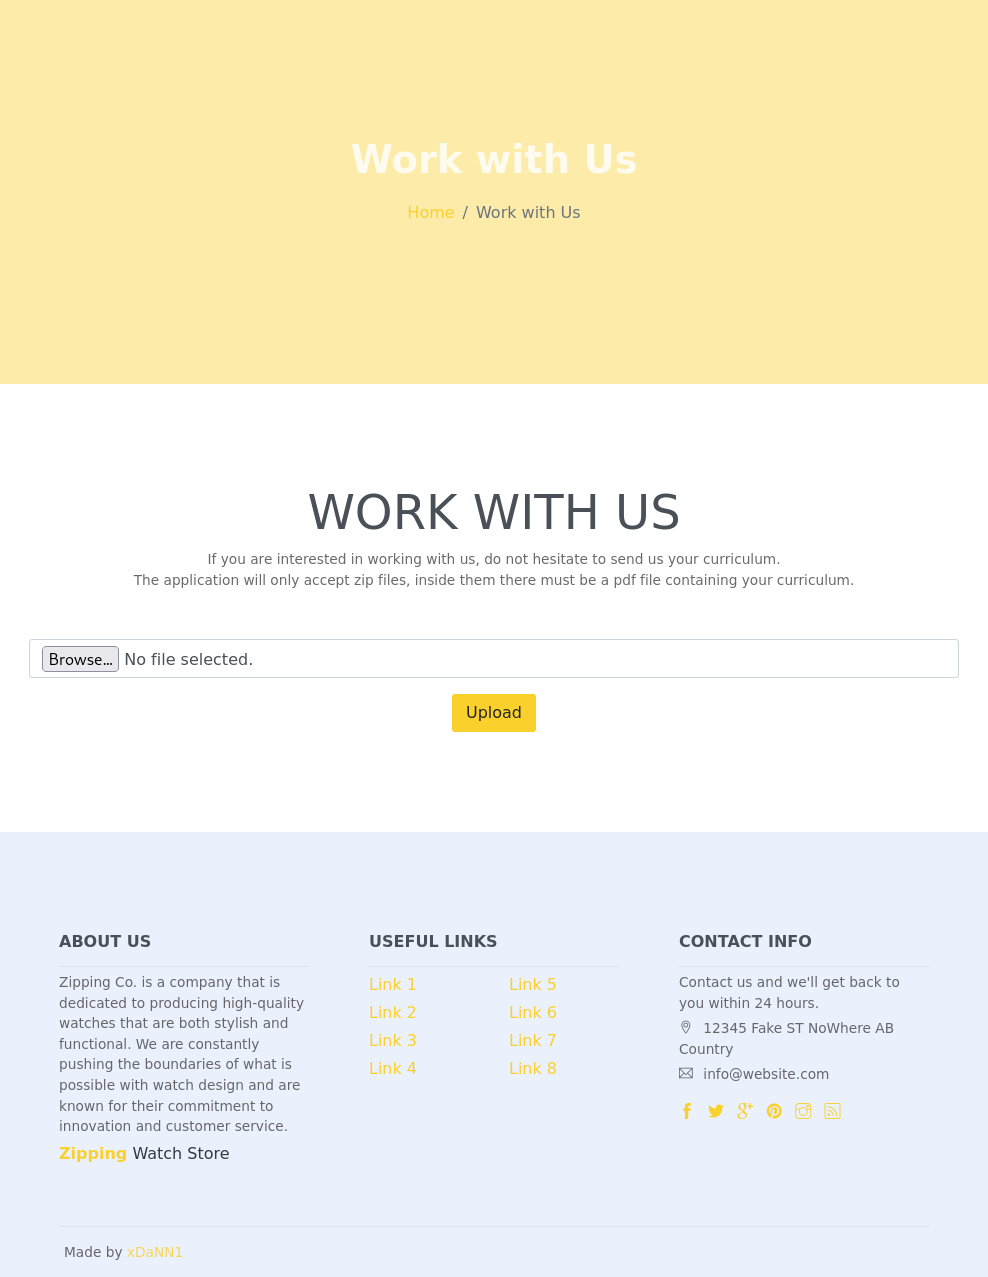 Work with Us
Home / Work with Us
WORK WITH US
If you are interested in working with us, do not hesitate to send us your curriculum.
The application will only accept zip files, inside them there must be a pdf file containing your curriculum.
Browse... No file selected.
Upload
ABOUT US
Zipping Co. is a company that is
dedicated to producing high-quality
watches that are both stylish and
functional. We are constantly
pushing the boundaries of what is
possible with watch design and are
known for their commitment to
innovation and customer service.
Zipping Watch Store
USEFUL LINKS
Link 1
Link 2
Link 3
Link 4
Link 5
Link 6
Link 7
Link 8
CONTACT INFO
Contact us and we'll get back to
you within 24 hours.
12345 Fake ST NoWhere AB
Country
info@website.com
Made by xDaNN1